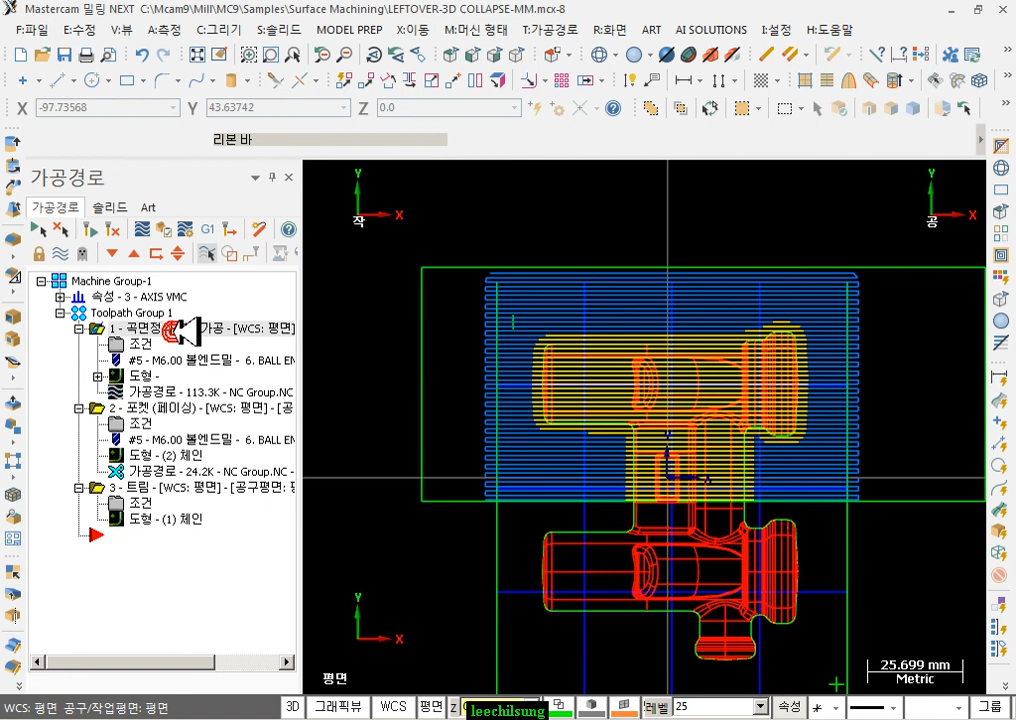 Mastercam 밀링 NEXT C:\Mcam9\Mill\MC9\Samples\Surface Machining\LEFTOVER-3D COLLAPSE-MM.mcx-8
F:파일 E:수정 V:뷰 A:측정 C:그리기 S:솔리드 MODEL PREP X:이동 M:머신 형태 T:가공경로 R:화면 ART AI SOLUTIONS I:설정 H:도움말
X -97.73568 Y 43.63742 Z 0.0
리본 바
가공경로
가공경로 솔리드 Art
G1
Machine Group-1
속성 - 3 - AXIS VMC
Toolpath Group 1
1 - 곡면정 가공 - [WCS: 평면]
조건
#5 - M6.00 볼엔드밀 - 6. BALL EN
도형 -
가공경로 - 113.3K - NC Group.NC
2 - 포켓 (페이싱) - [WCS: 평면] - [공
조건
#5 - M6.00 볼엔드밀 - 6. BALL EN
도형 - (2) 체인
가공경로 - 24.2K - NC Group.NC -
3 - 트림 - [WCS: 평면] - [공구평면: 평
조건
도형 - (1) 체인
Y
X
작
Y
X
공
Y
X
평면
25.699 mm
Metric
WCS: 평면 공구/작업평면: 평면
3D 그래픽뷰 WCS 평면 Z 레벨 25 속성
leechilsung